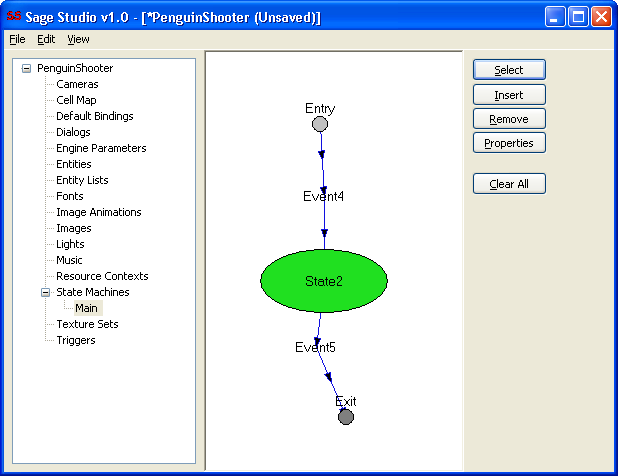 SS Sage Studio v1.0 - [*PenguinShooter (Unsaved)]
File Edit View
PenguinShooter
Cameras
Cell Map
Default Bindings
Dialogs
Engine Parameters
Entities
Entity Lists
Fonts
Image Animations
Images
Lights
Music
Resource Contexts
State Machines
Main
Texture Sets
Triggers
Entry
Event4
State2
Event5
Exit
Select
Insert
Remove
Properties
Clear All